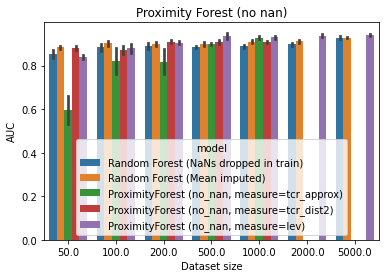 Proximity Forest (no nan)
AUC
0.8
0.6
0.4
0.2
0.0
model
Random Forest (NaNs dropped in train)
Random Forest (Mean imputed)
ProximityForest (no_nan, measure=tcr_approx)
ProximityForest (no_nan, measure=tcr_dist2)
ProximityForest (no_nan, measure=lev)
50.0 100.0 200.0 500.0 1000.0 2000.0 5000.0
Dataset size